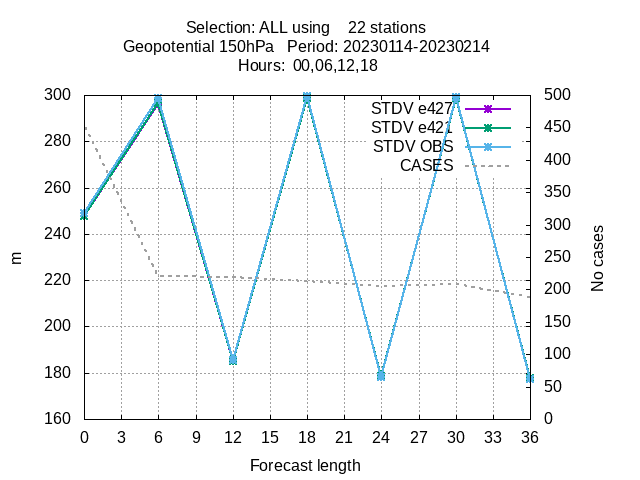 Selection: ALL using    22 stations
Geopotential 150hPa   Period: 20230114-20230214
Hours:  00,06,12,18
STDV e427
STDV e421
STDV OBS
CASES
300
280
260
240
220
200
180
160
500
450
400
350
300
250
200
150
100
50
0
m
No cases
0 3 6 9 12 15 18 21 24 27 30 33 36
Forecast length